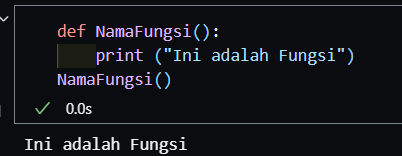 def NamaFungsi():
    print ("Ini adalah Fungsi")
NamaFungsi()
0.0s
Ini adalah Fungsi